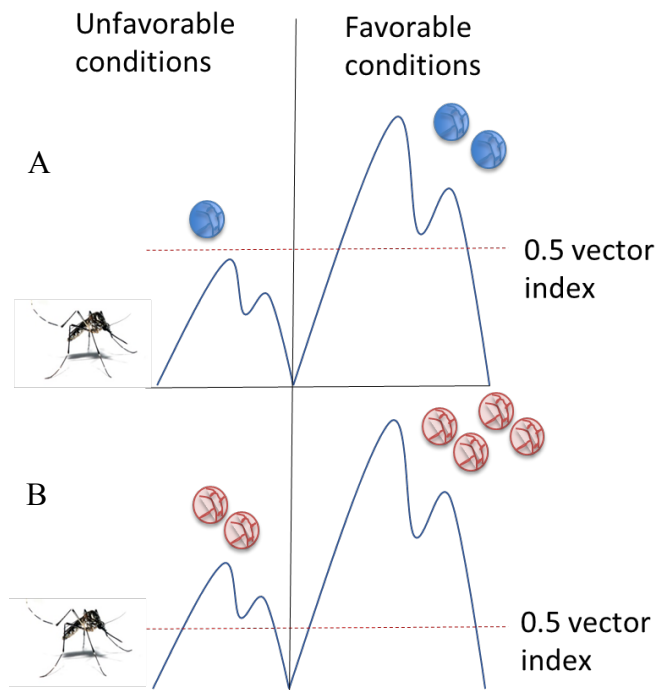 Unfavorable
conditions
Favorable
conditions
A
0.5 vector
index
B
0.5 vector
index